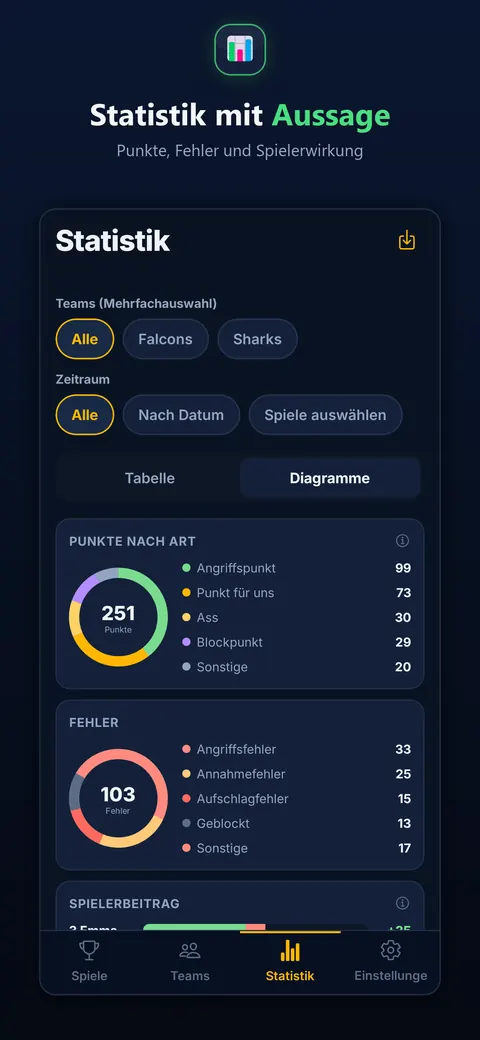 Statistik mit Aussage
Punkte, Fehler und Spielerwirkung
Statistik
Teams (Mehrfachauswahl)
Alle Falcons Sharks
Zeitraum
Alle Nach Datum Spiele auswählen
Tabelle Diagramme
PUNKTE NACH ART
251
Punkte
Angriffspunkt 99
Punkt für uns 73
Ass 30
Blockpunkt 29
Sonstige 20
FEHLER
103
Fehler
Angriffsfehler 33
Annahmefehler 25
Aufschlagfehler 15
Geblockt 13
Sonstige 17
SPIELERBEITRAG
Spiele Teams Statistik Einstellunge